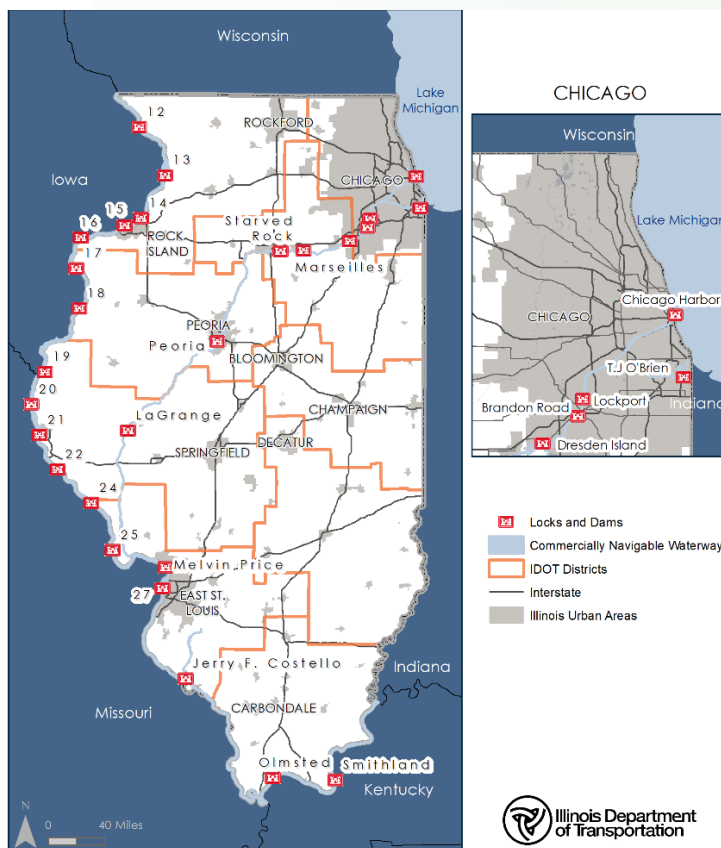 Wisconsin
Lake
Michigan
12
ROCKFORD
13
Iowa
CHICAGO
14
15
16
Starved
Rock
ROCK
ISLAND
17
Marseilles
18
PEORIA
Peoria
BLOOMINGTON
19
20
LaGrange
CHAMPAIGN
21
DECATUR
22
SPRINGFIELD
24
25
Melvin Price
27
EAST ST.
LOUIS
Jerry F. Costello
Indiana
Missouri
CARBONDALE
Olmsted
Smithland
Kentucky
N
0 40 Miles
CHICAGO
Wisconsin
Lake Michigan
Chicago Harbor
CHICAGO
T.J O'Brien
Indiana
Lockport
Brandon Road
Dresden Island
Locks and Dams
Commercially Navigable Waterway
IDOT Districts
Interstate
Illinois Urban Areas
Illinois Department
of Transportation